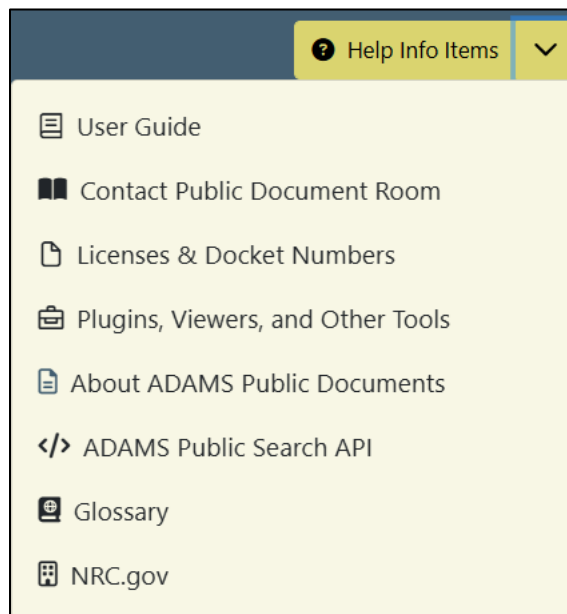 Help Info Items
User Guide
Contact Public Document Room
Licenses & Docket Numbers
Plugins, Viewers, and Other Tools
About ADAMS Public Documents
ADAMS Public Search API
Glossary
NRC.gov